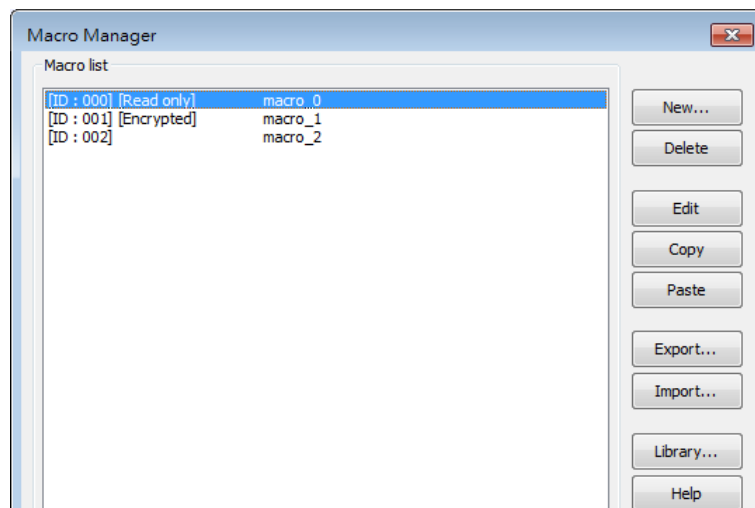 Macro Manager
Macro list
[ID : 000] [Read only] macro_0
[ID : 001] [Encrypted] macro_1
[ID : 002] macro_2
New...
Delete
Edit
Copy
Paste
Export...
Import...
Library...
Help